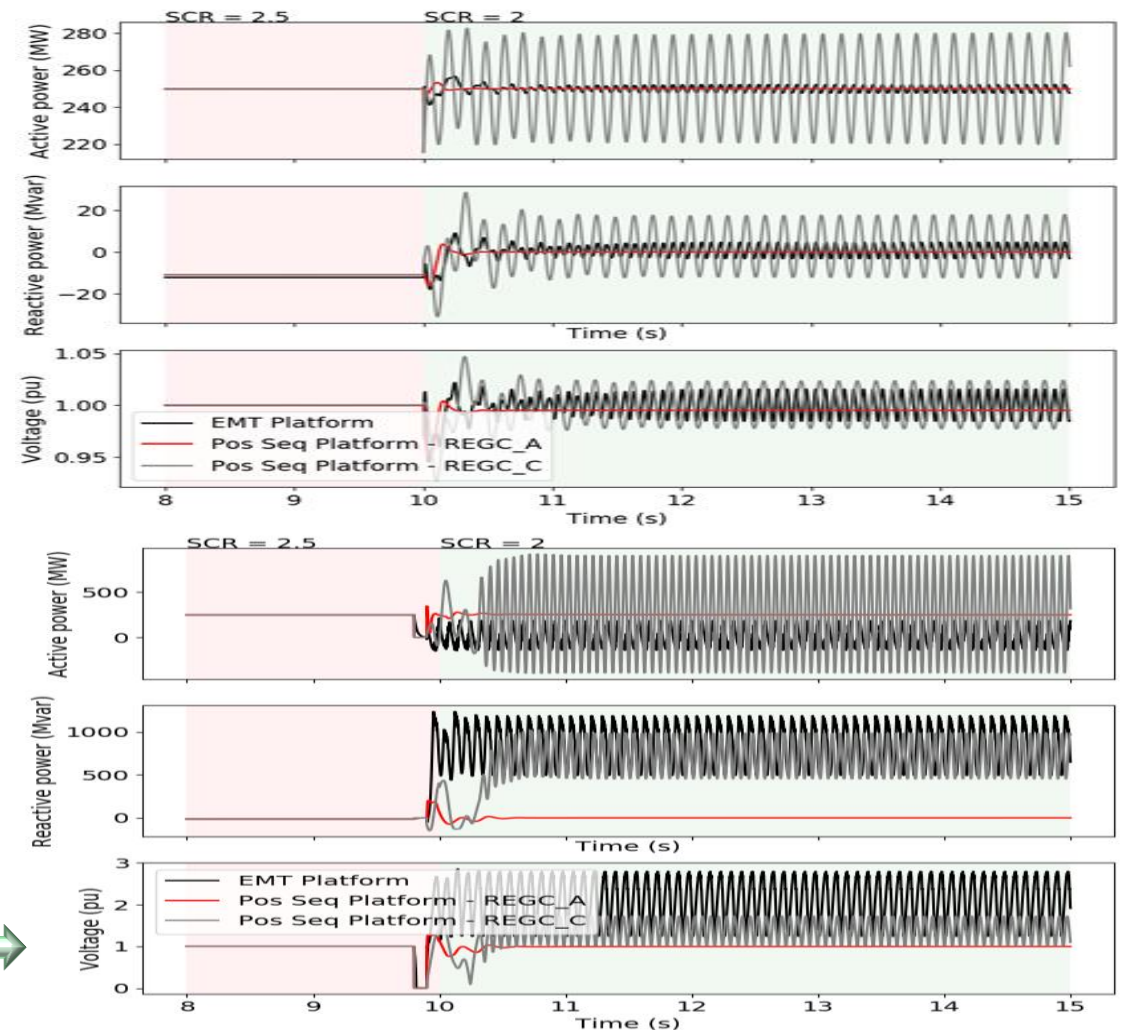 SCR = 2.5 SCR = 2
Active power (MW)
280
260
240
220
Reactive power (Mvar)
20
0
−20
Time (s)
Voltage (pu)
1.05
1.00
0.95
EMT Platform
Pos Seq Platform - REGC_A
Pos Seq Platform - REGC_C
8 9 10 11 12 13 14 15
Time (s)
SCR = 2.5 SCR = 2
Active power (MW)
500
0
Reactive power (Mvar)
1000
500
0
Time (s)
Voltage (pu)
3
2
1
0
EMT Platform
Pos Seq Platform - REGC_A
Pos Seq Platform - REGC_C
8 9 10 11 12 13 14 15
Time (s)